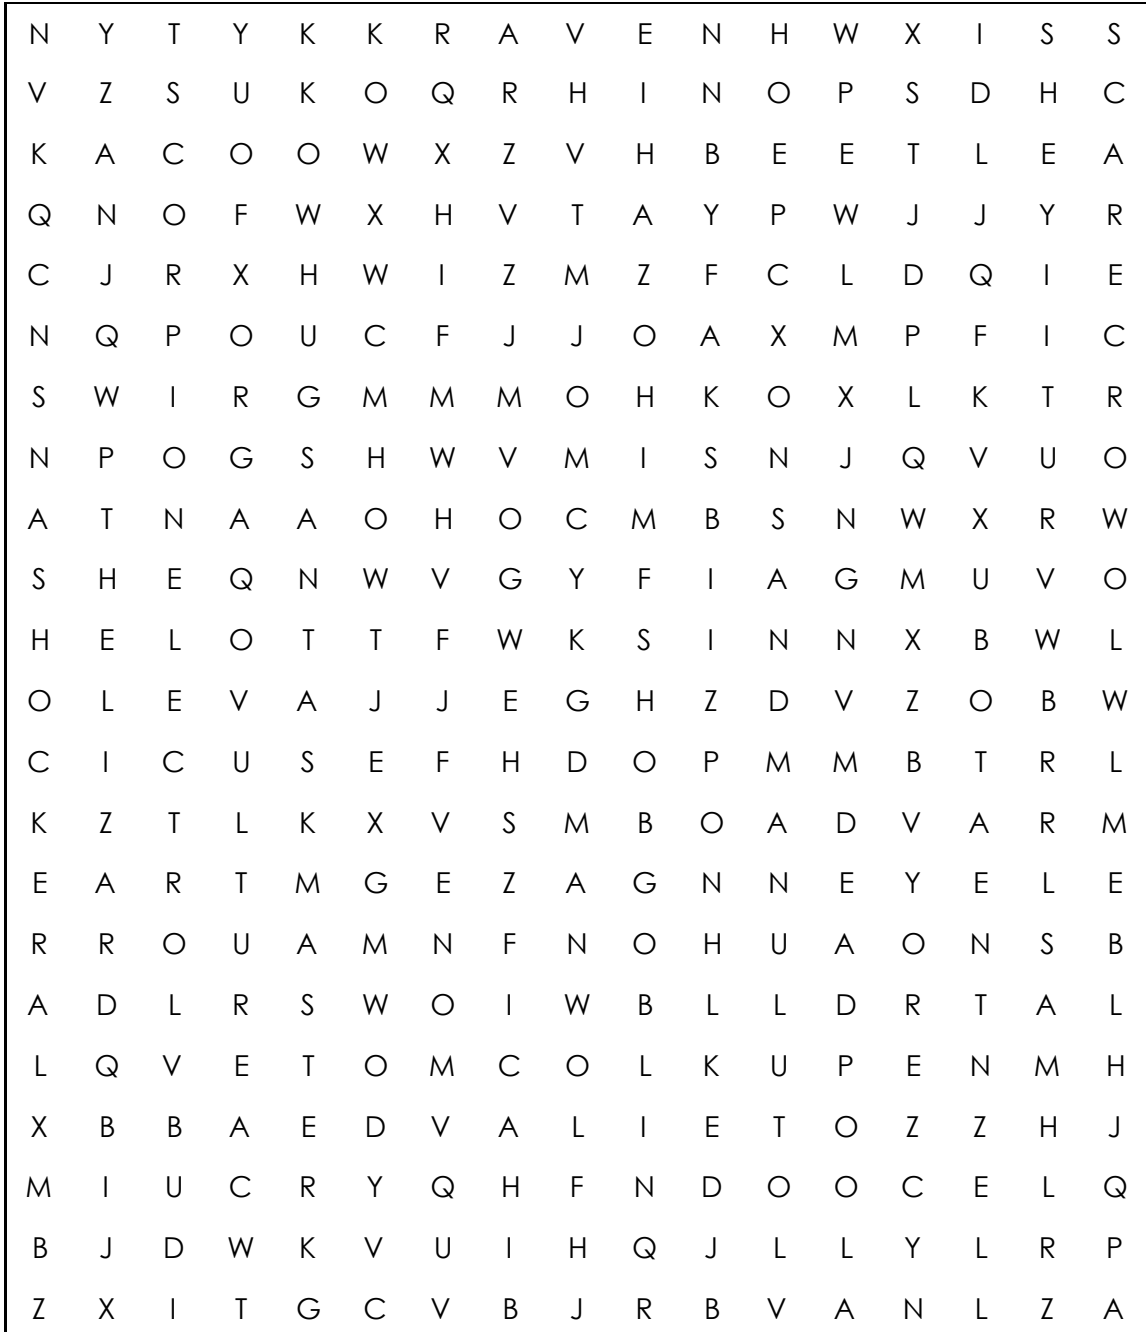 N Y T Y K K R A V E N H W X I S S
V Z S U K O Q R H I N O P S D H C
K A C O O W X Z V H B E E T L E A
Q N O F W X H V T A Y P W J J Y R
C J R X H W I Z M Z F C L D Q I E
N Q P O U C F J J O A X M P F I C
S W I R G M M M O H K O X L K T R
N P O G S H W V M I S N J Q V U O
A T N A A O H O C M B S N W X R W
S H E Q N W V G Y F I A G M U V O
H E L O T T F W K S I N N X B W L
O L E V A J J E G H Z D V Z O B W
C I C U S E F H D O P M M B T R L
K Z T L K X V S M B O A D V A R M
E A R T M G E Z A G N N E Y E L E
R R O U A M N F N O H U A O N S B
A D L R S W O I W B L L D R T A L
L Q V E T O M C O L K U P E N M H
X B B A E D V A L I E T O Z Z H J
M I U C R Y Q H F N D O O C E L Q
B J D W K V U I H Q J L L Y L R P
Z X I T G C V B J R B V A N L Z A